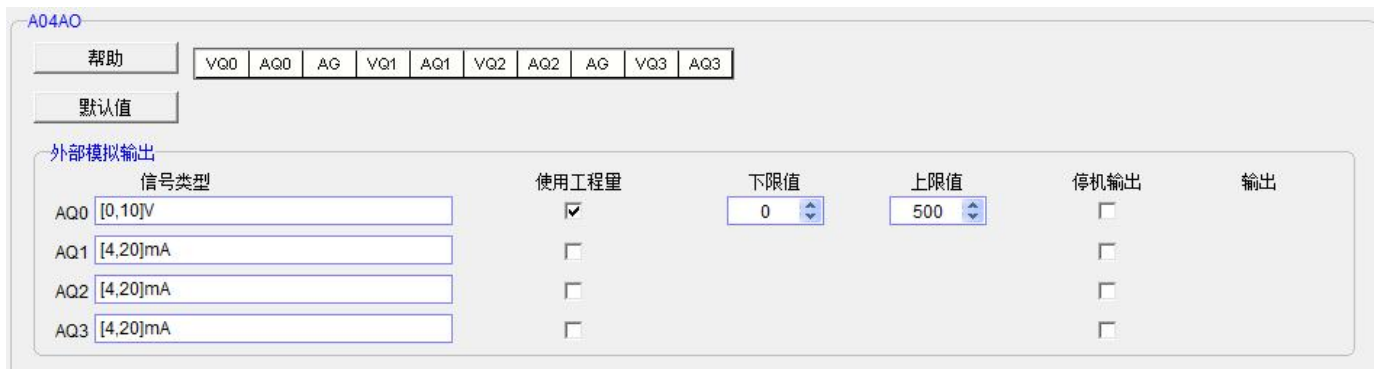 A04AO
帮助
VQ0 AQ0 AG VQ1 AQ1 VQ2 AQ2 AG VQ3 AQ3
默认值
外部模拟输出
信号类型 使用工程量 下限值 上限值 停机输出 输出
AQ0 [0,10]V 0 500
AQ1 [4,20]mA
AQ2 [4,20]mA
AQ3 [4,20]mA